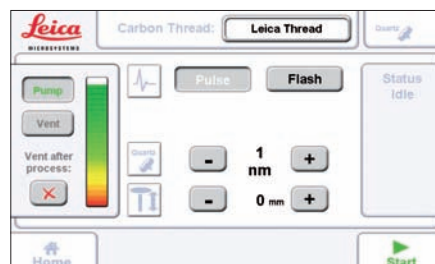 Leica
MICROSYSTEMS
Carbon Thread: Leica Thread
Quartz
Pump
Vent
Vent after
process:
Pulse
Flash
Status
Idle
Quartz
- 1 +
nm
- 0 mm +
Home
Start